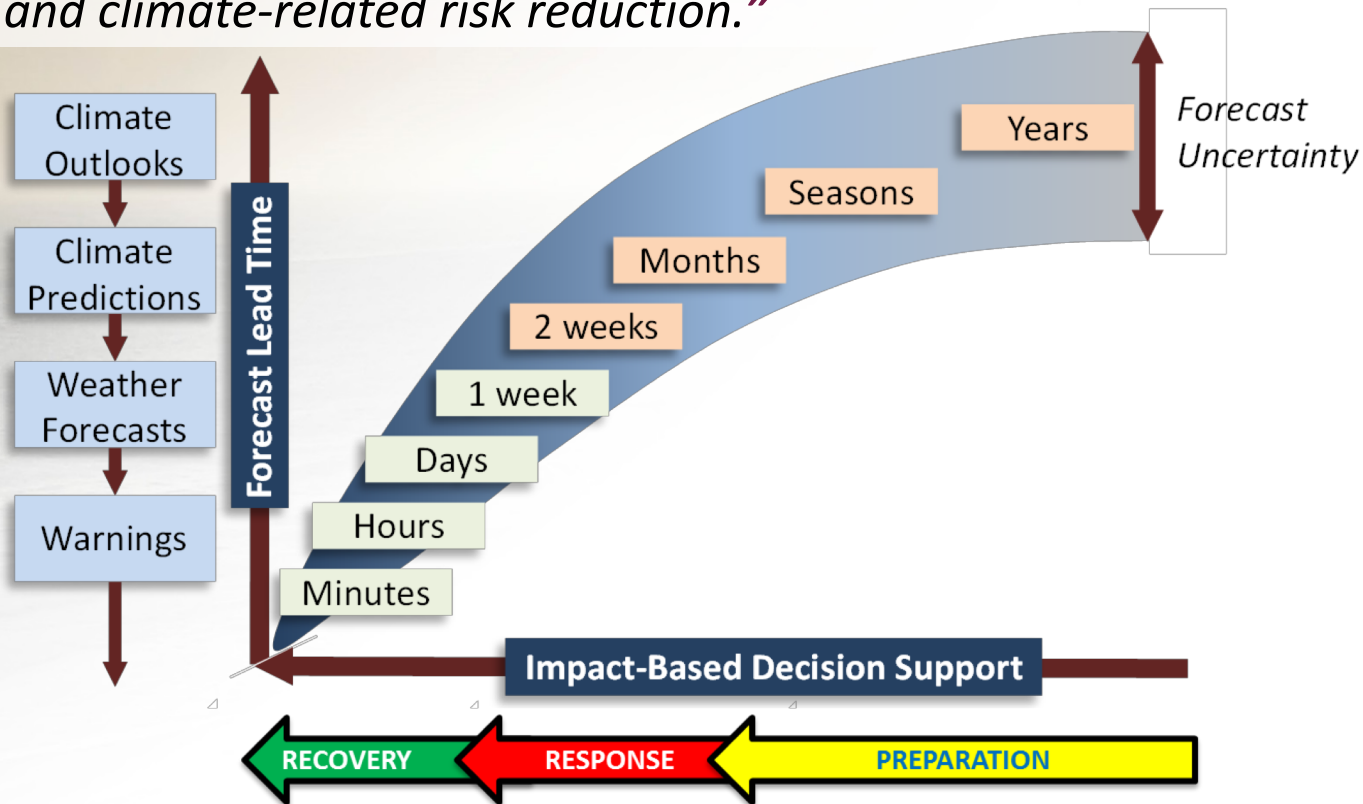 and climate-related risk reduction.”
Climate
Outlooks
Climate
Predictions
Weather
Forecasts
Warnings
Forecast Lead Time
Years
Seasons
Months
2 weeks
1 week
Days
Hours
Minutes
Forecast
Uncertainty
Impact-Based Decision Support
RECOVERY
RESPONSE
PREPARATION